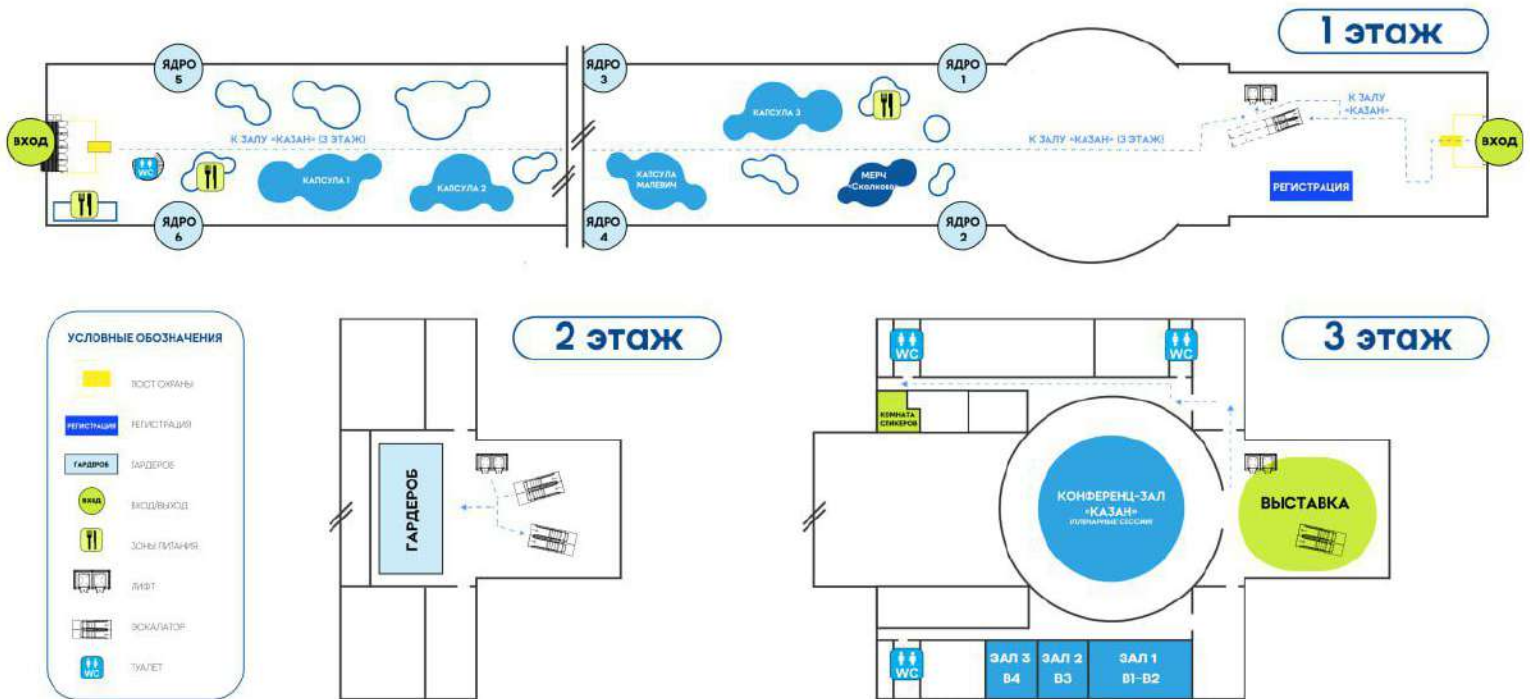 1 этаж
ЯДРО
5
ЯДРО
3
ЯДРО
1
ВХОД
К ЗАЛУ «КАЗАН» (3 ЭТАЖ)
WC
КАПСУЛА 1
КАПСУЛА 2
КАПСУЛА 3
КАПСУЛА
МАЛЕВИЧ
МЕРЧ
«Сколково»
К ЗАЛУ «КАЗАН» (3 ЭТАЖ)
К ЗАЛУ
«КАЗАН»
ВХОД
РЕГИСТРАЦИЯ
ЯДРО
6
ЯДРО
4
ЯДРО
2
УСЛОВНЫЕ ОБОЗНАЧЕНИЯ
ПОСТ ОХРАНЫ
РЕГИСТРАЦИЯ
РЕГИСТРАЦИЯ
ГАРДЕРОБ
ГАРДЕРОБ
ВХОД
ВХОД/ВЫХОД
ЗОНЫ ПИТАНИЯ
ЛИФТ
ЭСКАЛАТОР
WC
ТУАЛЕТ
2 этаж
ГАРДЕРОБ
3 этаж
WC
WC
КОМНАТА
СПИКЕРОВ
КОНФЕРЕНЦ-ЗАЛ
«КАЗАН»
ПЛЕНАРНЫЕ СЕССИИ
ВЫСТАВКА
WC
ЗАЛ 3
B4
ЗАЛ 2
B3
ЗАЛ 1
B1-B2